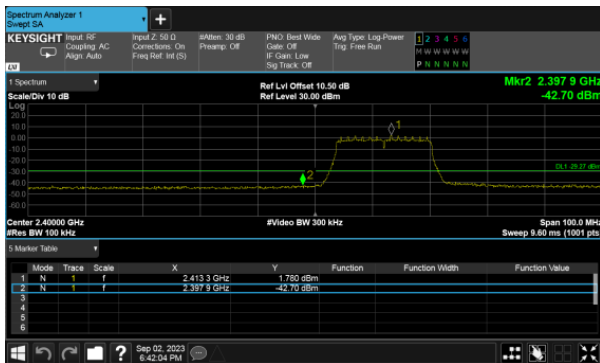 Spectrum Analyzer 1
Swept SA
+
KEYSIGHT Input: RF Input Z: 50 Ω #Atten: 30 dB PNO: Best Wide Avg Type: Log-Power 1 2 3 4 5 6
Coupling: AC Corrections: On Preamp: Off Gate: Off Trig: Free Run M W W W W W
Align: Auto Freq Ref: Int (S) IF Gain: Low P N N N N N
Sig Track: Off
LXI
1 Spectrum Ref Lvl Offset 10.50 dB Mkr2 2.397 9 GHz
Scale/Div 10 dB Ref Level 30.00 dBm -42.70 dBm
Log
20.0
10.0
0.00
-10.0
-20.0
-30.0
-40.0
-50.0
-60.0
1
2
DL1 -29.27 dBm
Center 2.40000 GHz #Video BW 300 kHz Span 100.0 MHz
#Res BW 100 kHz Sweep 9.60 ms (1001 pts)
5 Marker Table
Mode Trace Scale X Y Function Function Width Function Value
1 N 1 f 2.413 3 GHz 1.780 dBm
2 N 1 f 2.397 9 GHz -42.70 dBm
3
4
5
6
? Sep 02, 2023
6:42:04 PM